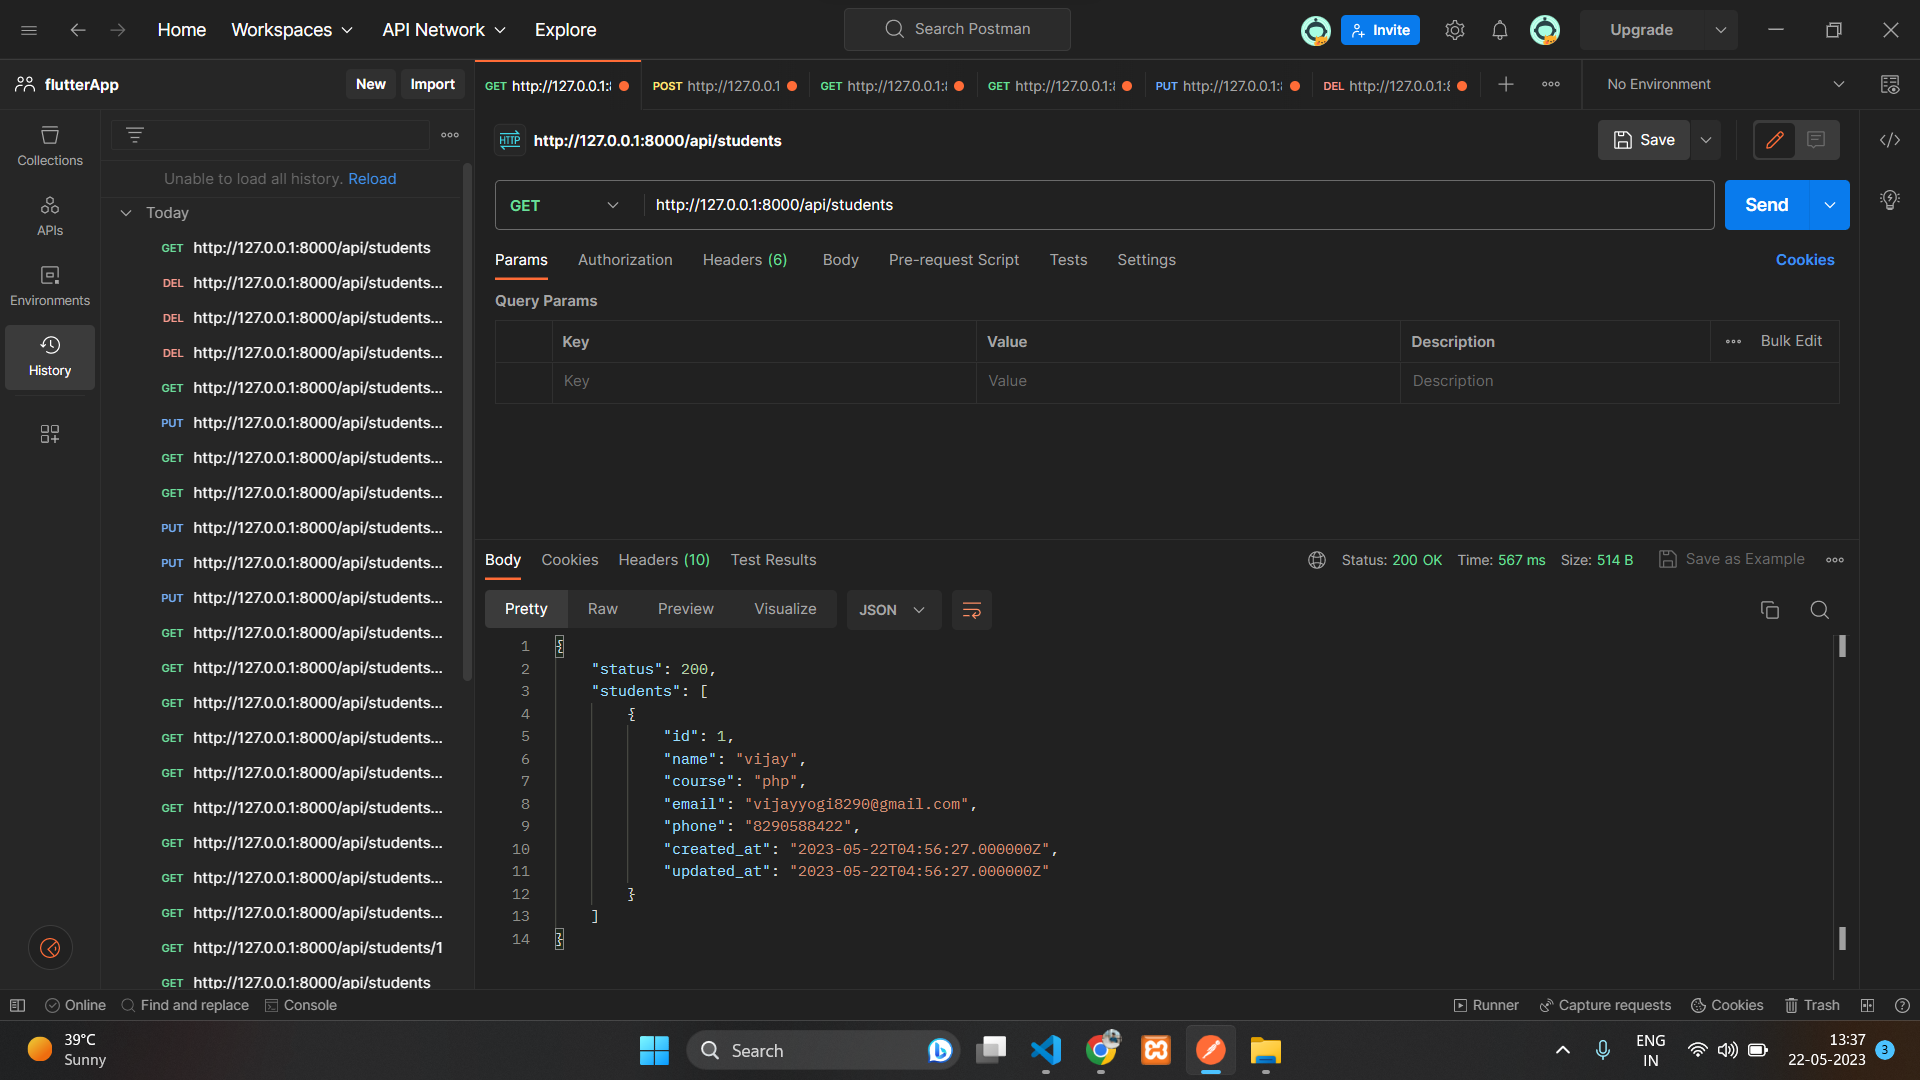 Home Workspaces API Network Explore Search Postman Invite Upgrade
flutterApp New Import GET http://127.0.0.1: POST http://127.0.0.1 GET http://127.0.0.1: GET http://127.0.0.1: PUT http://127.0.0.1: DEL http://127.0.0.1:8 No Environment
HTTP http://127.0.0.1:8000/api/students Save
Collections
APIs
Environments
History
Unable to load all history. Reload
Today
GET http://127.0.0.1:8000/api/students
DEL http://127.0.0.1:8000/api/students...
DEL http://127.0.0.1:8000/api/students...
DEL http://127.0.0.1:8000/api/students...
GET http://127.0.0.1:8000/api/students...
PUT http://127.0.0.1:8000/api/students...
GET http://127.0.0.1:8000/api/students...
GET http://127.0.0.1:8000/api/students...
PUT http://127.0.0.1:8000/api/students...
PUT http://127.0.0.1:8000/api/students...
PUT http://127.0.0.1:8000/api/students...
GET http://127.0.0.1:8000/api/students...
GET http://127.0.0.1:8000/api/students...
GET http://127.0.0.1:8000/api/students...
GET http://127.0.0.1:8000/api/students...
GET http://127.0.0.1:8000/api/students...
GET http://127.0.0.1:8000/api/students...
GET http://127.0.0.1:8000/api/students...
GET http://127.0.0.1:8000/api/students...
GET http://127.0.0.1:8000/api/students...
GET http://127.0.0.1:8000/api/students/1
GET http://127.0.0.1:8000/api/students
GET http://127.0.0.1:8000/api/students Send
Params Authorization Headers (6) Body Pre-request Script Tests Settings Cookies
Query Params
Key Value Description Bulk Edit
Key Value Description
Body Cookies Headers (10) Test Results Status: 200 OK Time: 567 ms Size: 514 B Save as Example
Pretty Raw Preview Visualize JSON
1 {
2 "status": 200,
3 "students": [
4 {
5 "id": 1,
6 "name": "vijay",
7 "course": "php",
8 "email": "vijayyogi8290@gmail.com",
9 "phone": "8290588422",
10 "created_at": "2023-05-22T04:56:27.000000Z",
11 "updated_at": "2023-05-22T04:56:27.000000Z"
12 }
13 ]
14 }
Online Find and replace Console Runner Capture requests Cookies Trash
39°C
Sunny
Search
ENG
IN
13:37
22-05-2023
3